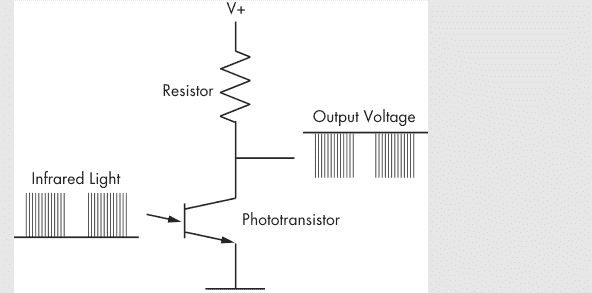 V+
Resistor
Output Voltage
Infrared Light
Phototransistor